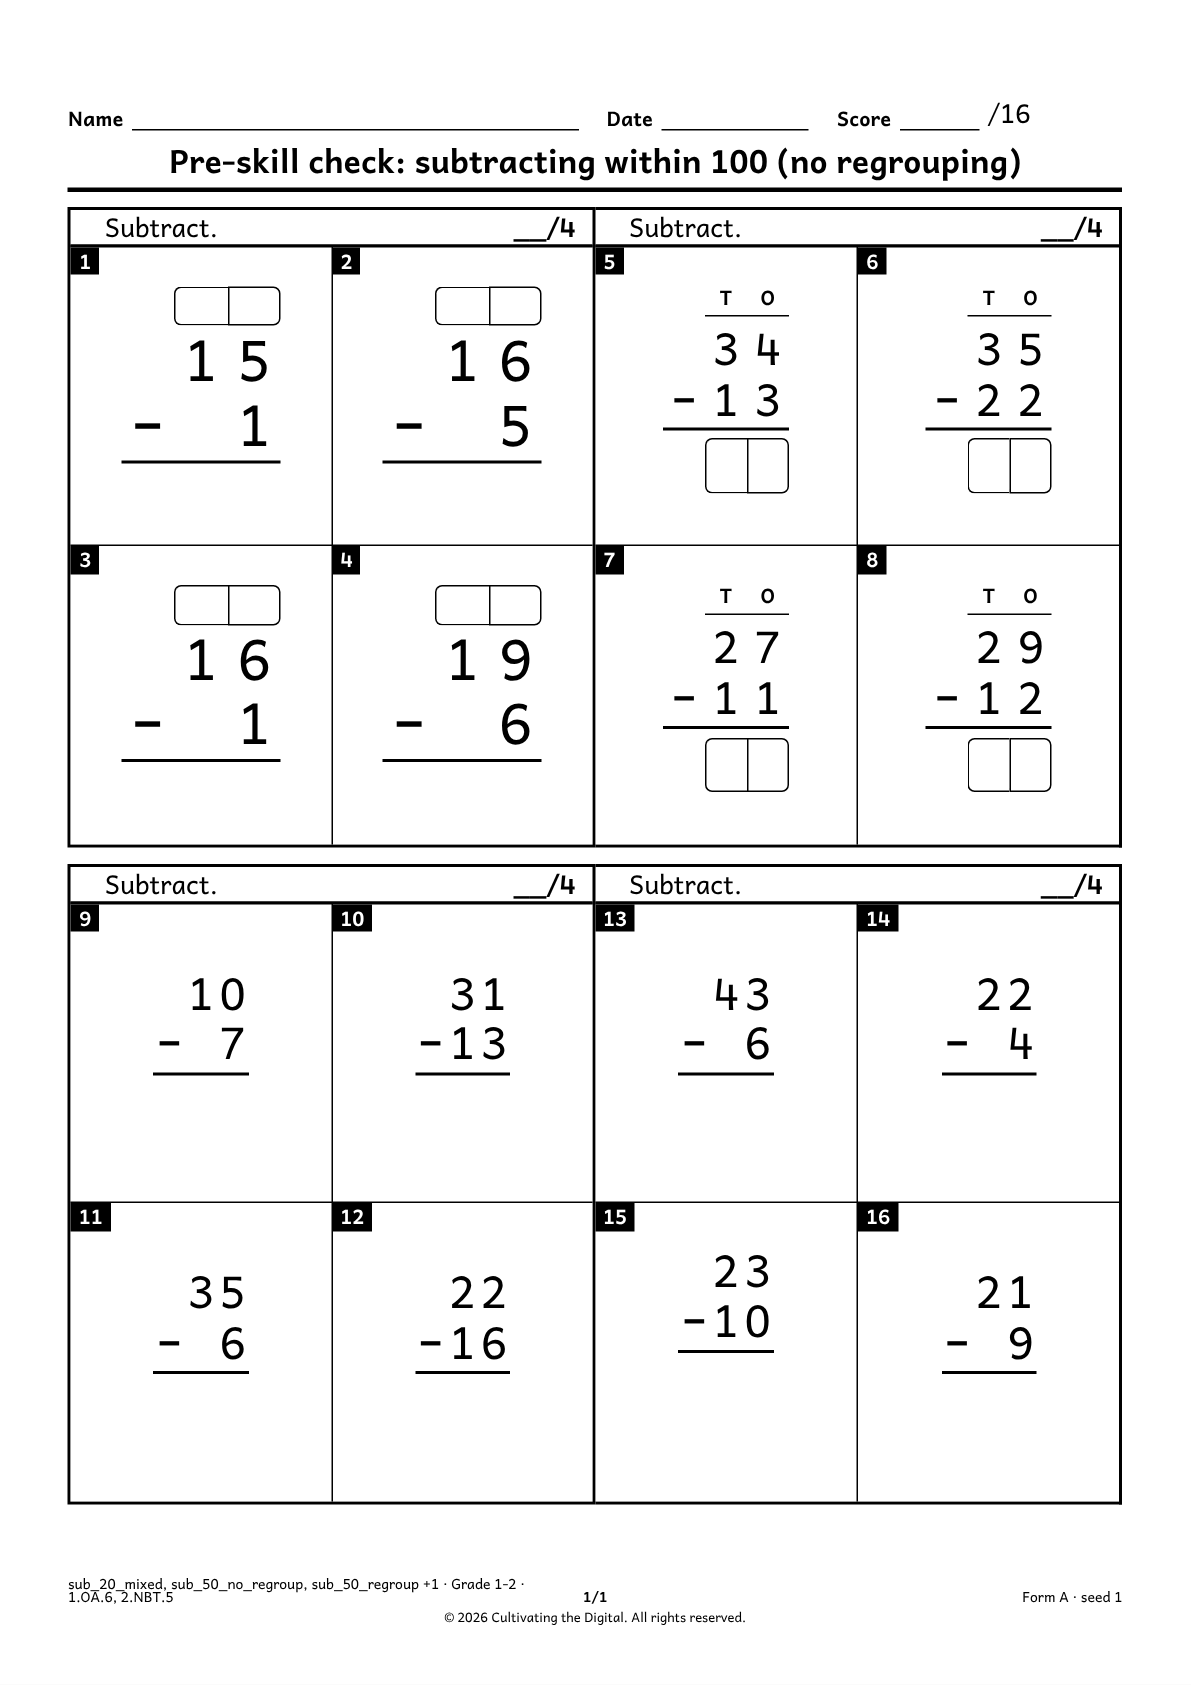 Name Date Score /16
Pre-skill check: subtracting within 100 (no regrouping)
Subtract. __/4
1
1 5
− 1
2
1 6
− 5
3
1 6
− 1
4
1 9
− 6
Subtract. __/4
5
T O
3 4
− 1 3
6
T O
3 5
− 2 2
7
T O
2 7
− 1 1
8
T O
2 9
− 1 2
Subtract. __/4
9
10
− 7
10
31
−13
11
35
− 6
12
22
−16
Subtract. __/4
13
43
− 6
14
22
− 4
15
23
−10
16
21
− 9
sub_20_mixed, sub_50_no_regroup, sub_50_regroup +1 · Grade 1–2 ·
1.OA.6, 2.NBT.5
1/1
Form A · seed 1
© 2026 Cultivating the Digital. All rights reserved.